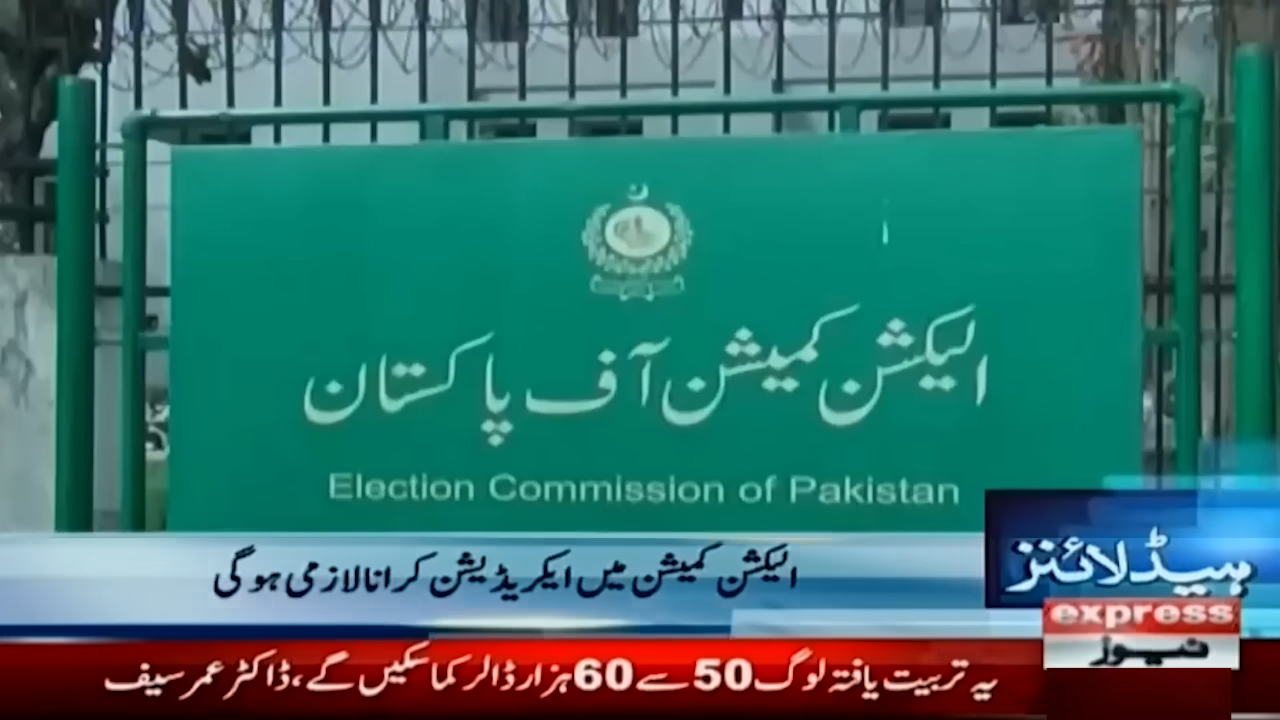 الیکشن کمیشن آف پاکستان
Election Commission of Pakistan
ہیڈلائنز
الیکشن کمیشن میں ایکریڈیشن کرانا لازمی ہوگی
express
نیوز
یہ تربیت یافتہ لوگ 50 سے 60 ہزار ڈالر کما سکیں گے، ڈاکٹر عمر سیف